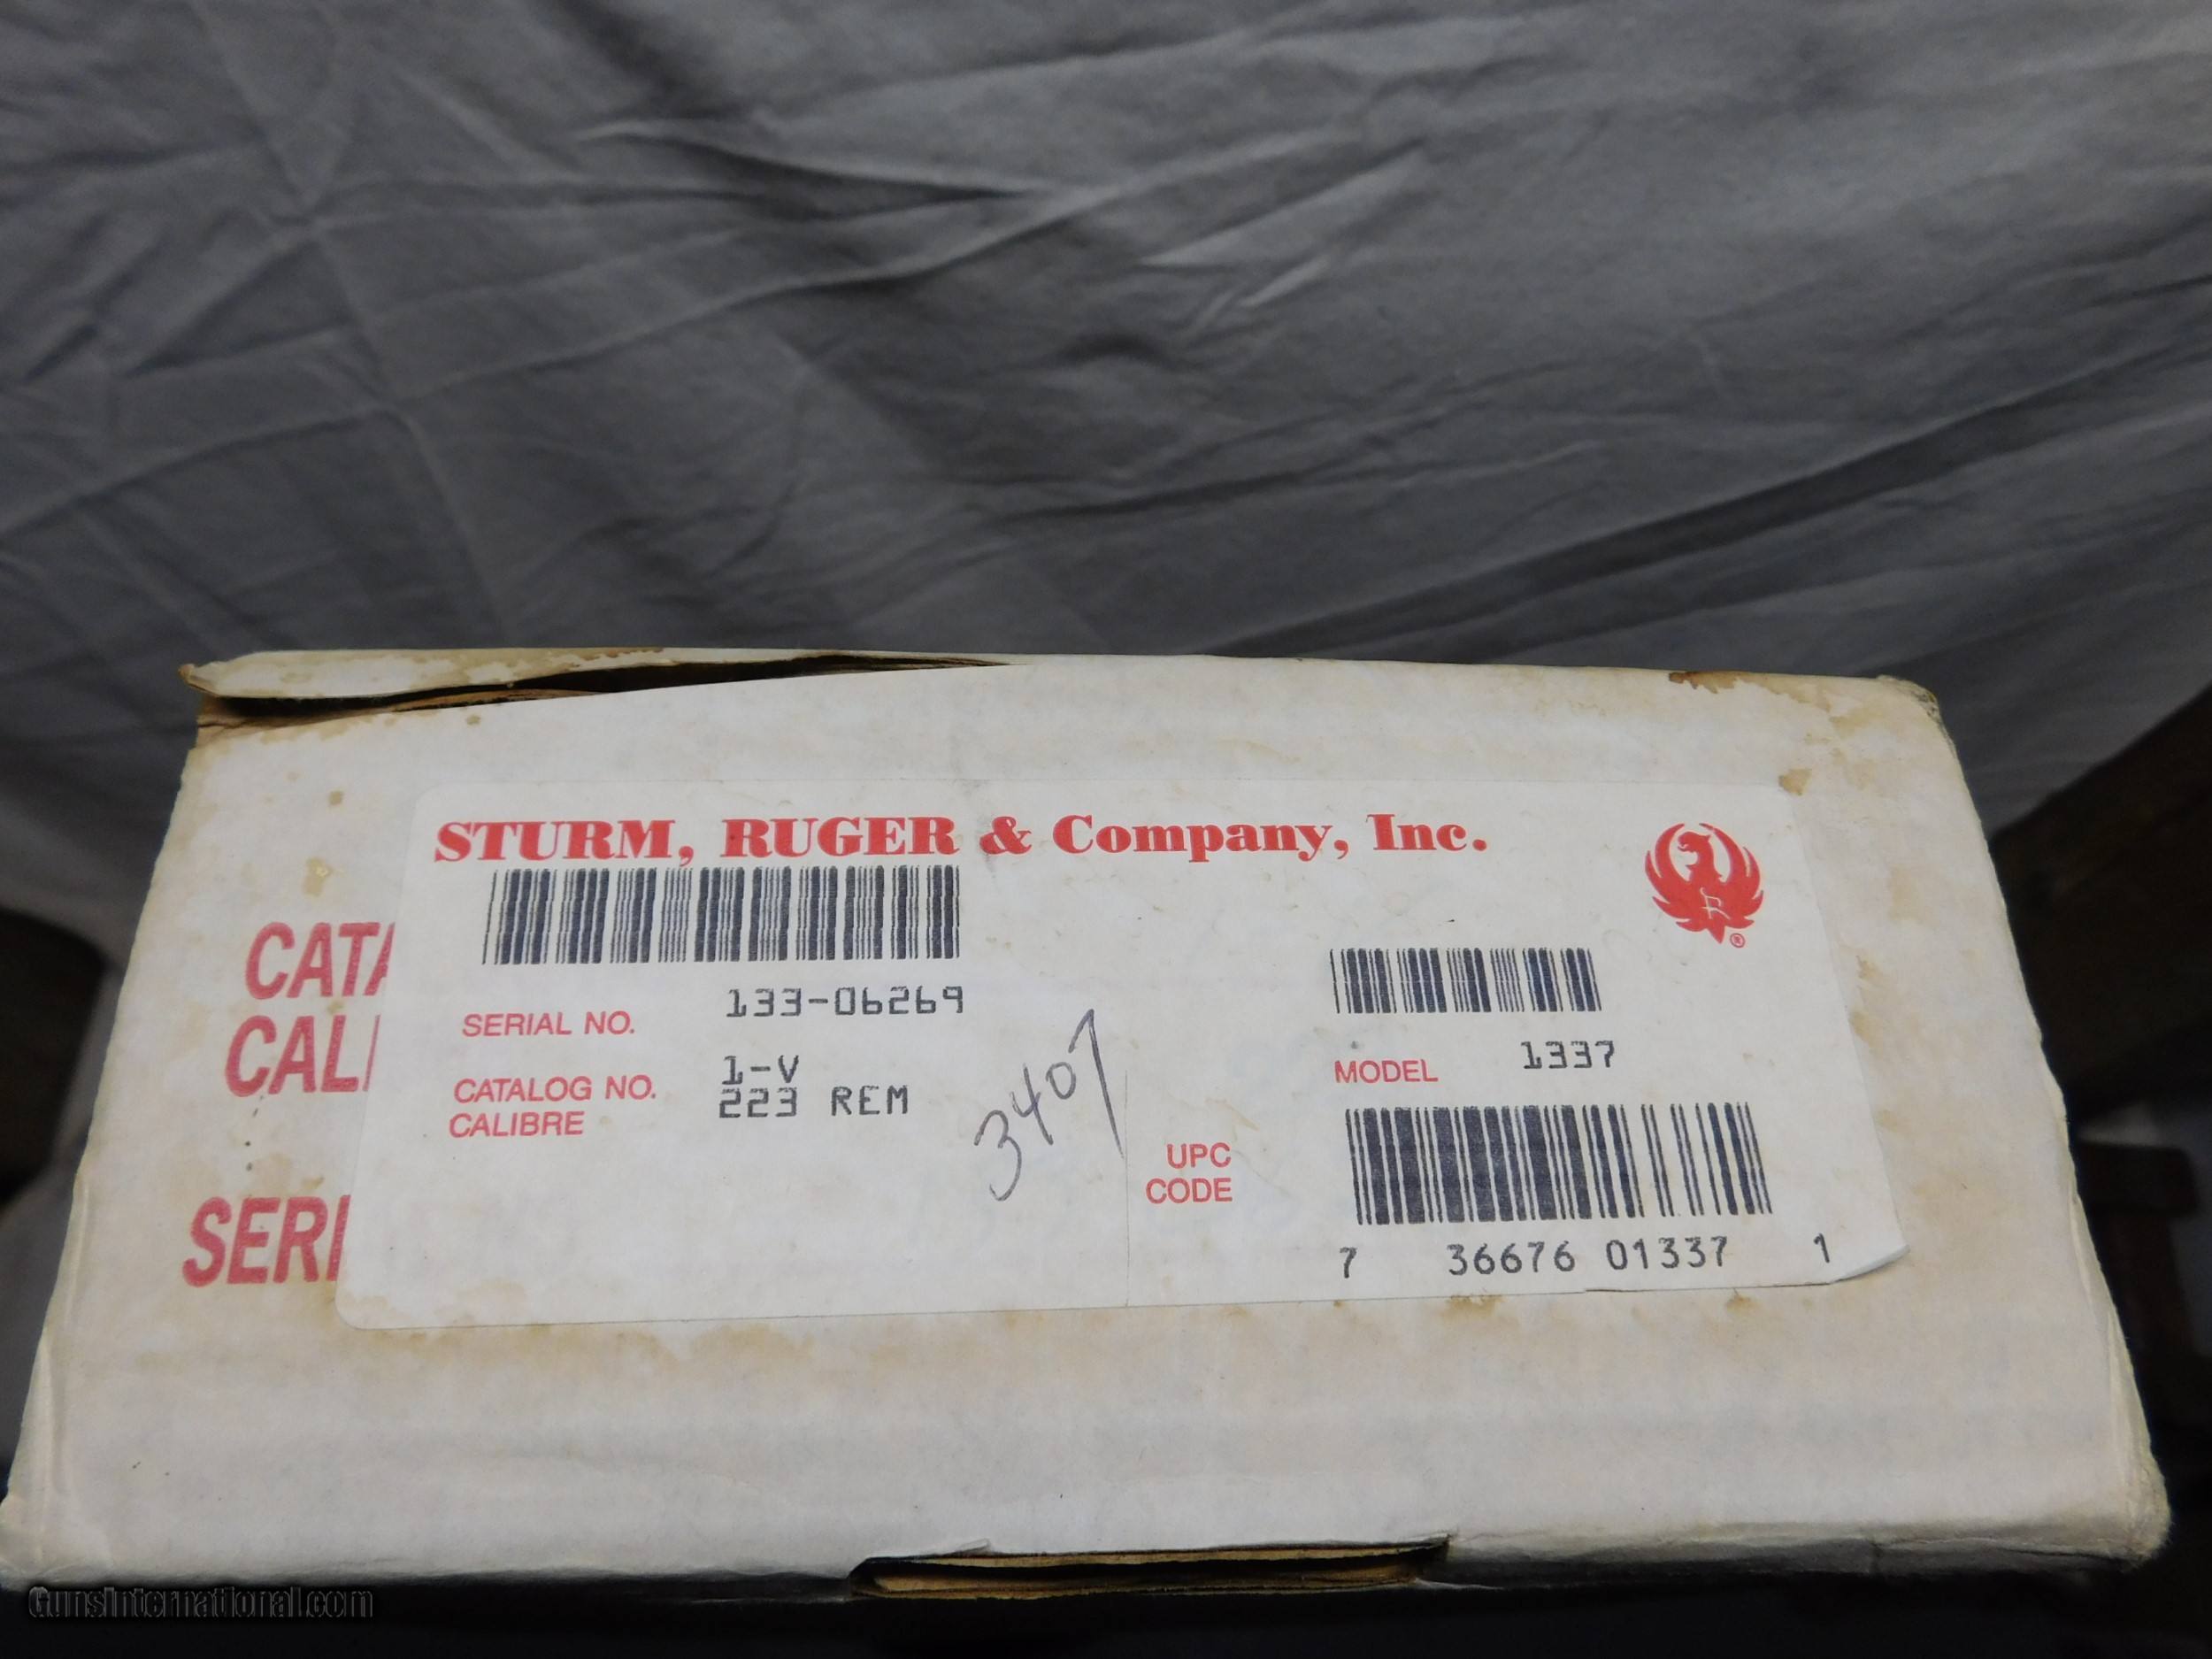 STURM, RUGER & Company, Inc.
CATA
CALI
SERI
SERIAL NO. 133-06269
CATALOG NO. 1-V
CALIBRE 223 REM
3407
MODEL 1337
UPC
CODE
7 36676 01337 1
R
®
GunsInternational.com